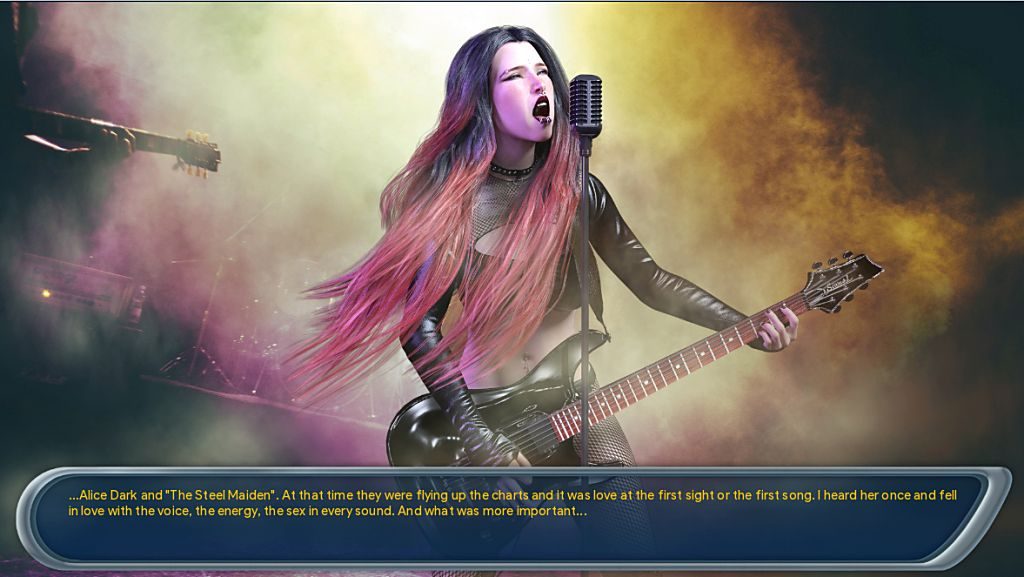 ...Alice Dark and "The Steel Maiden". At that time they were flying up the charts and it was love at the first sight or the first song. I heard her once and fell
in love with the voice, the energy, the sex in every sound. And what was more important...